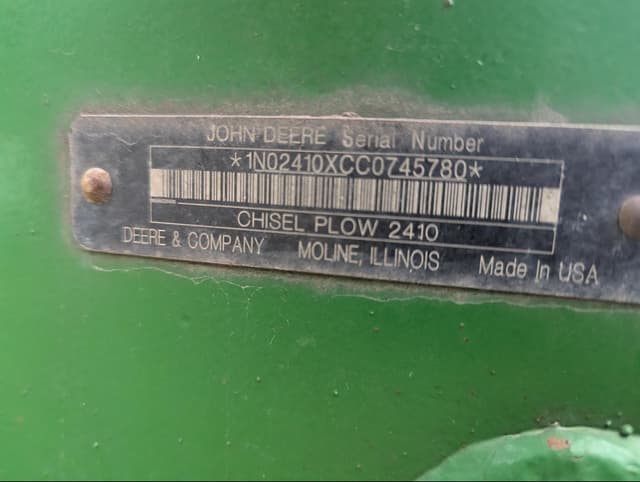 JOHN DEERE Serial Number
*1N02410XCC0745780*
CHISEL PLOW 2410
DEERE & COMPANY MOLINE, ILLINOIS Made In USA